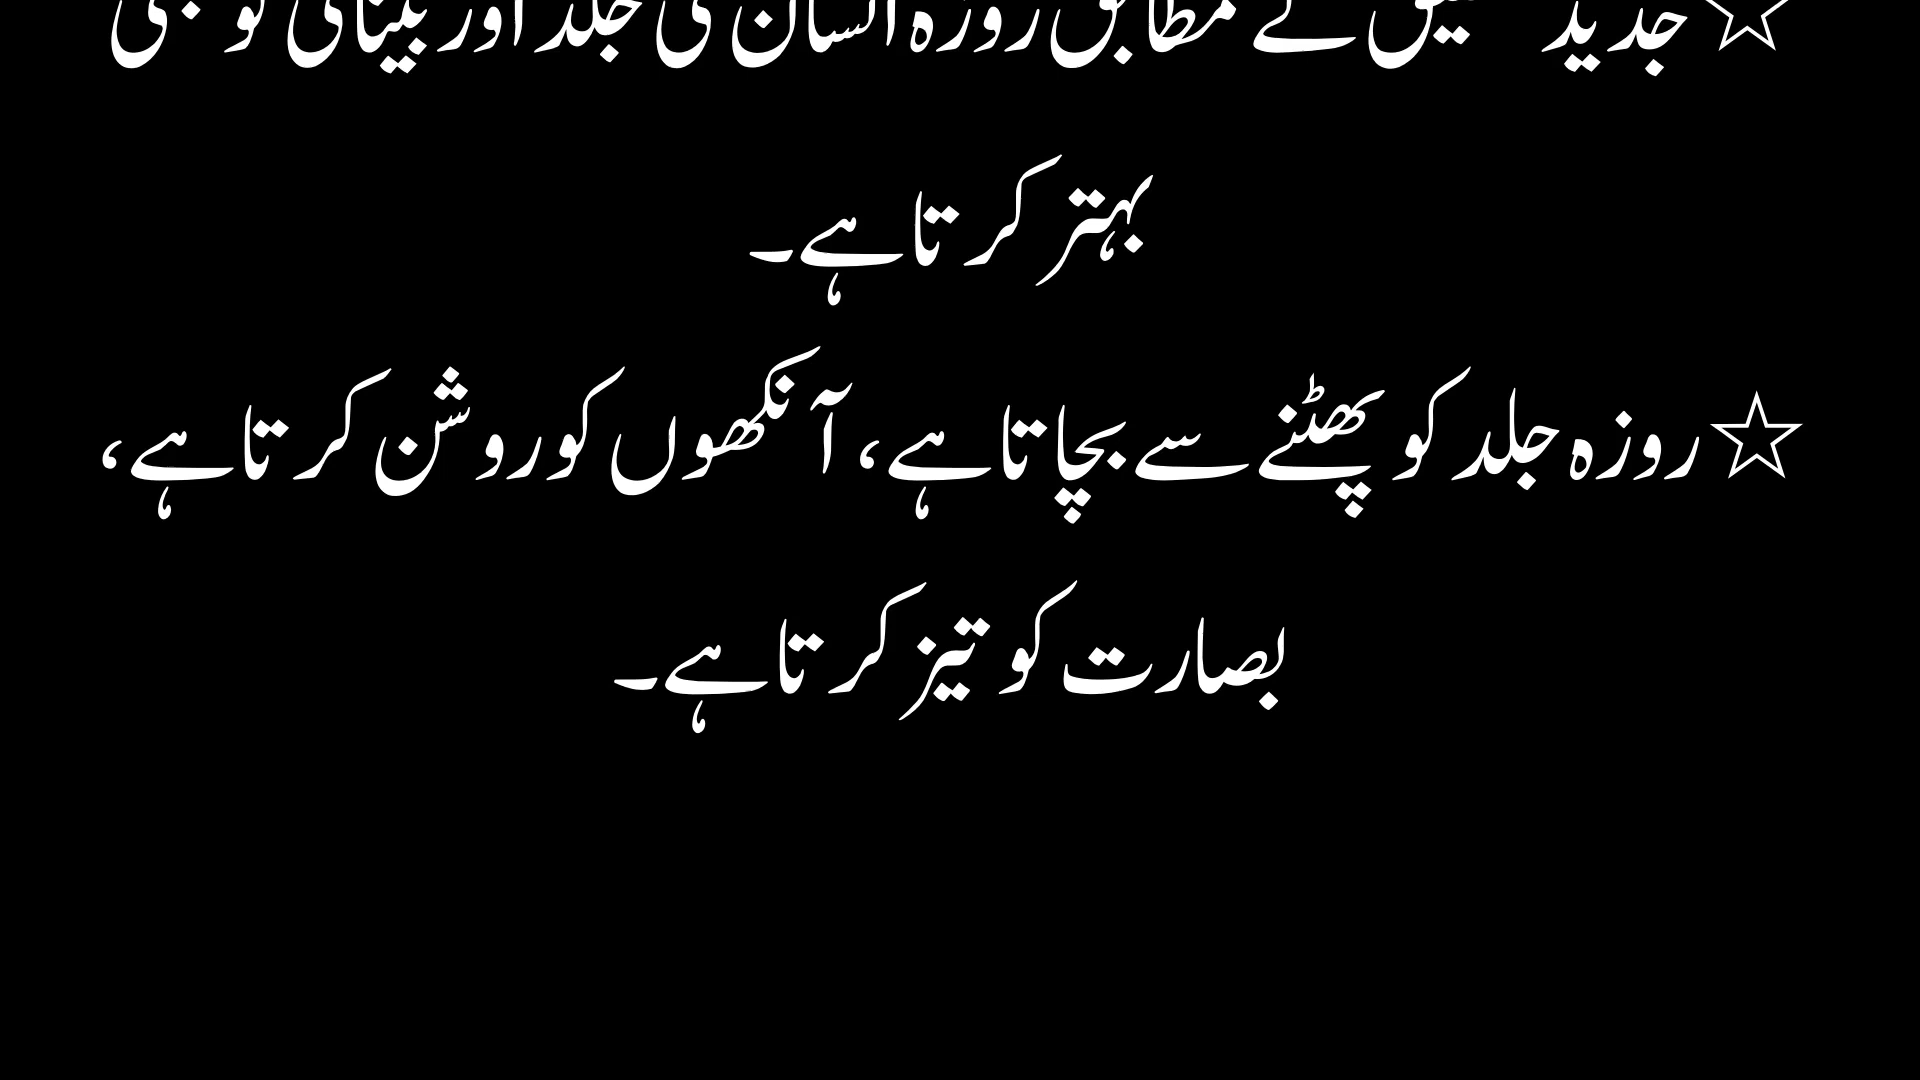 ☆جدید تحقیق کے مطابق روزہ انسان کی جلد اور بینائی کو بھی
بہتر کرتا ہے۔
☆روزہ جلد کو پھٹنے سے بچاتا ہے، آنکھوں کو روشن کرتا ہے،
بصارت کو تیز کرتا ہے۔